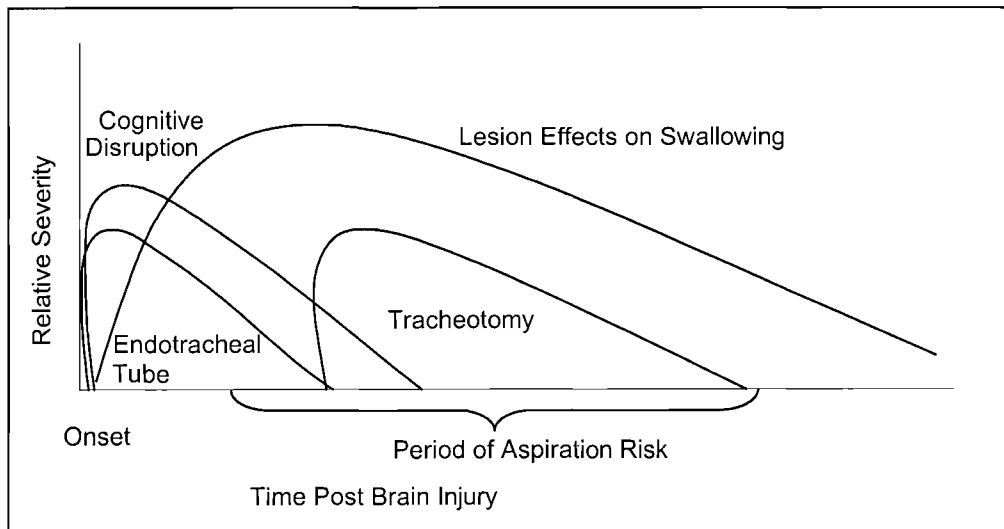 Cognitive
Disruption
Lesion Effects on Swallowing
Relative Severity
Tracheotomy
Endotracheal
Tube
Onset
Period of Aspiration Risk
Time Post Brain Injury